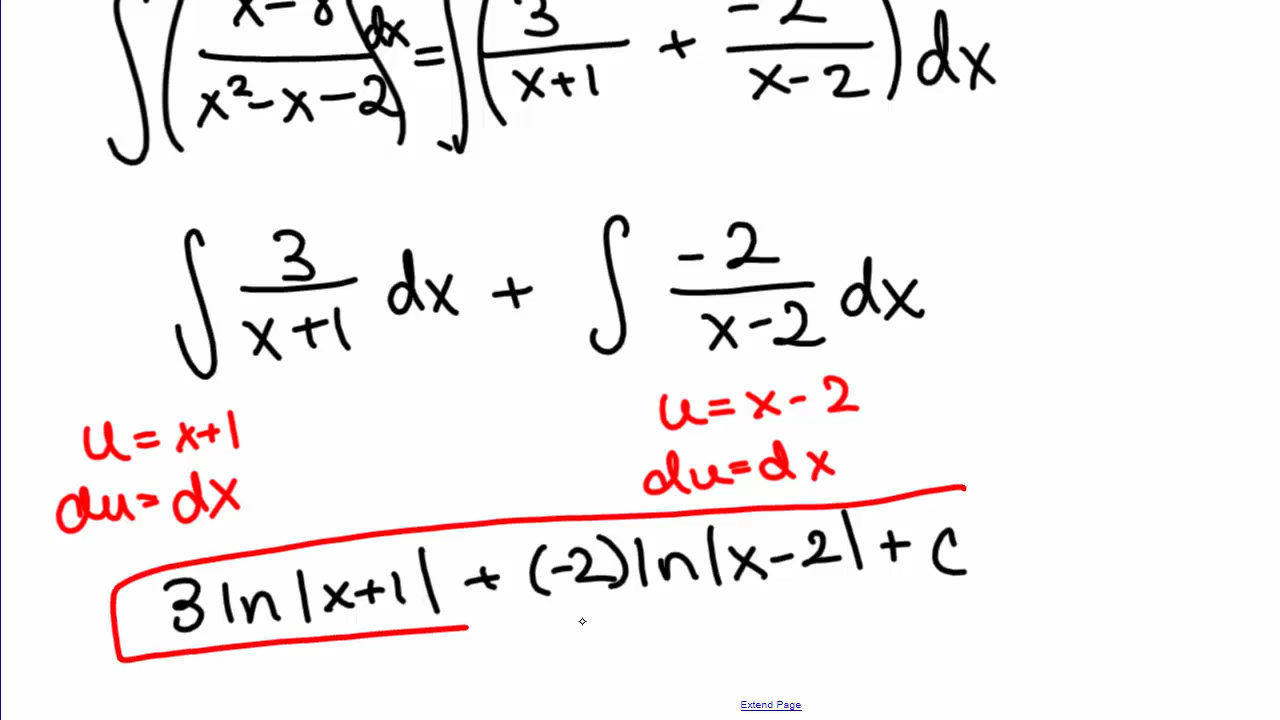 ∫(x-8/x²-x-2)dx = ∫(3/x+1 + -2/x-2)dx
∫ 3/x+1 dx + ∫ -2/x-2 dx
u = x+1
du = dx
u = x-2
du = dx
3 ln|x+1| + (-2) ln|x-2| + C
Extend Page